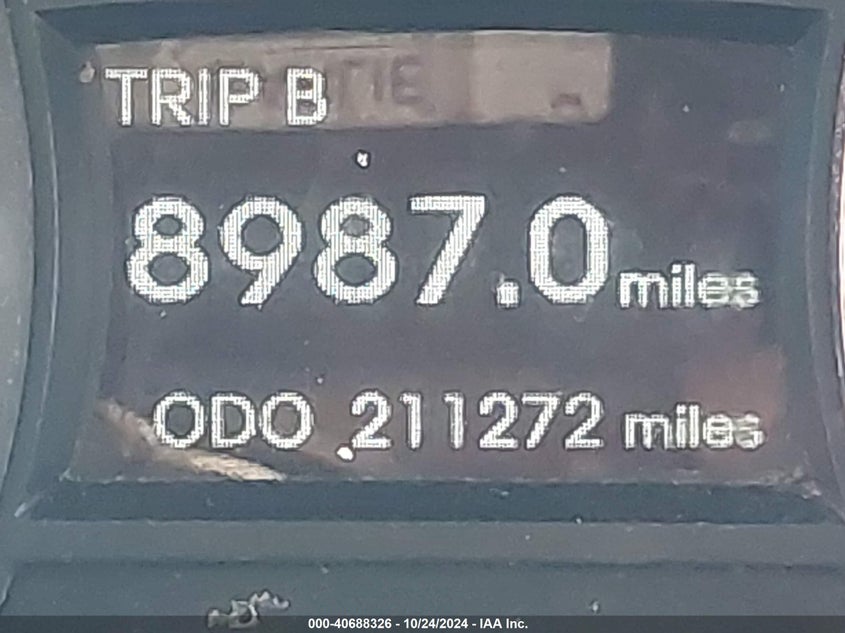 TRIP B
8987.0 miles
ODO 211272 miles
000-40688326 - 10/24/2024 - IAA Inc.